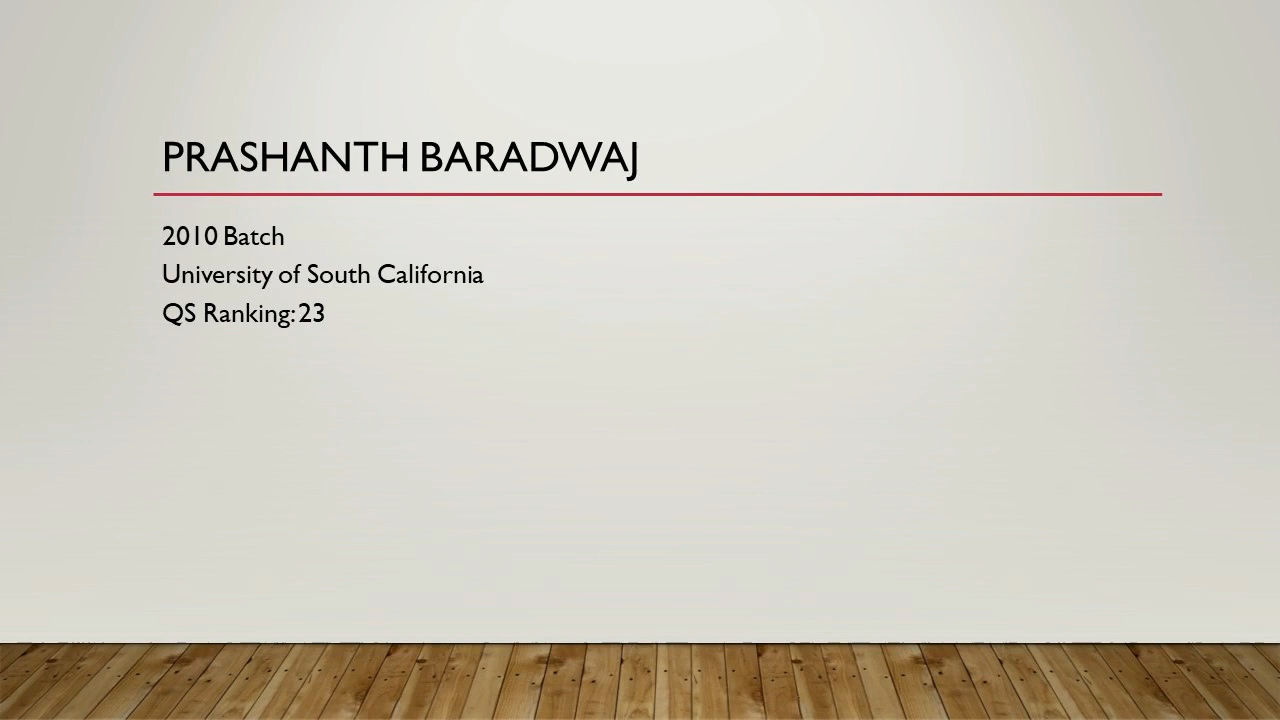 PRASHANTH BARADWAJ
2010 Batch
University of South California
QS Ranking: 23